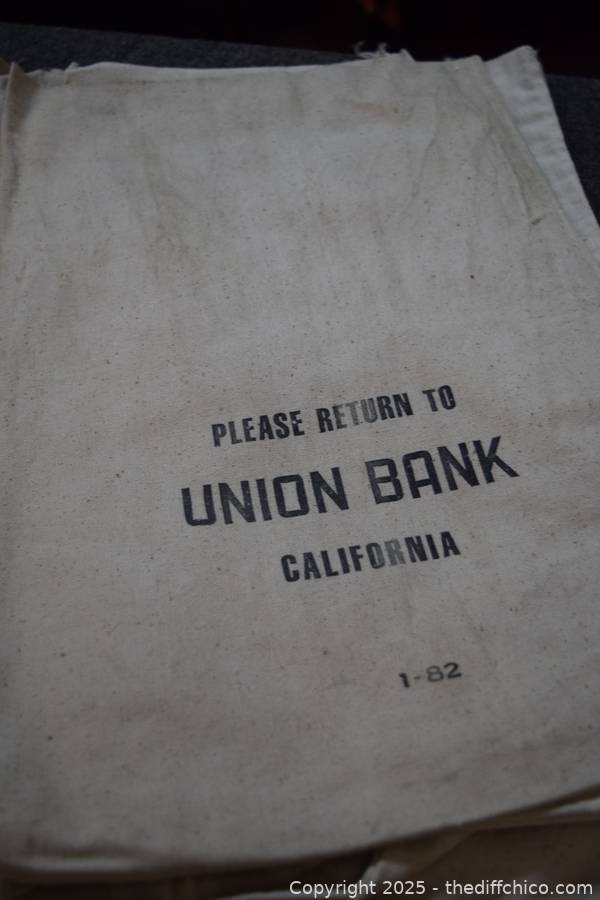 PLEASE RETURN TO
UNION BANK
CALIFORNIA
1-82
Copyright 2025 - thediffchico.com